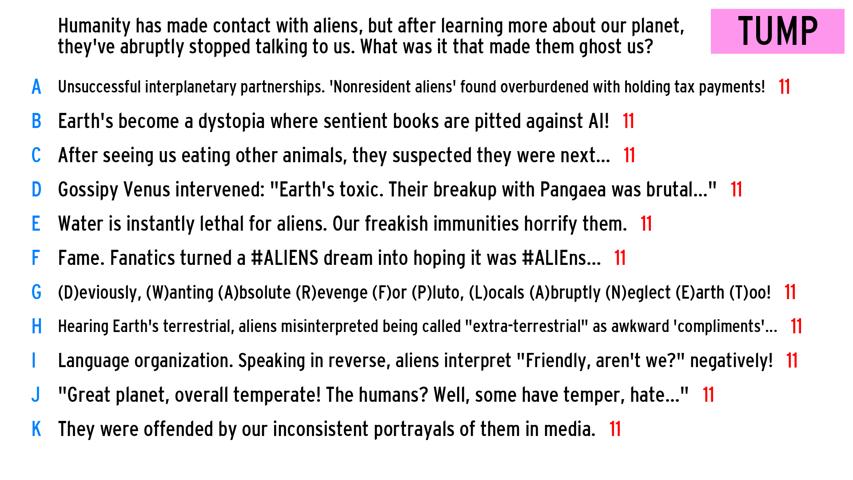 Humanity has made contact with aliens, but after learning more about our planet,
they've abruptly stopped talking to us. What was it that made them ghost us?
TUMP
A Unsuccessful interplanetary partnerships. 'Nonresident aliens' found overburdened with holding tax payments! 11
B Earth's become a dystopia where sentient books are pitted against AI! 11
C After seeing us eating other animals, they suspected they were next... 11
D Gossipy Venus intervened: "Earth's toxic. Their breakup with Pangaea was brutal..." 11
E Water is instantly lethal for aliens. Our freakish immunities horrify them. 11
F Fame. Fanatics turned a #ALIENS dream into hoping it was #ALIEns... 11
G (D)eviously, (W)anting (A)bsolute (R)evenge (F)or (P)luto, (L)ocals (A)bruptly (N)eglect (E)arth (T)oo! 11
H Hearing Earth's terrestrial, aliens misinterpreted being called "extra-terrestrial" as awkward 'compliments'... 11
I Language organization. Speaking in reverse, aliens interpret "Friendly, aren't we?" negatively! 11
J "Great planet, overall temperate! The humans? Well, some have temper, hate..." 11
K They were offended by our inconsistent portrayals of them in media. 11